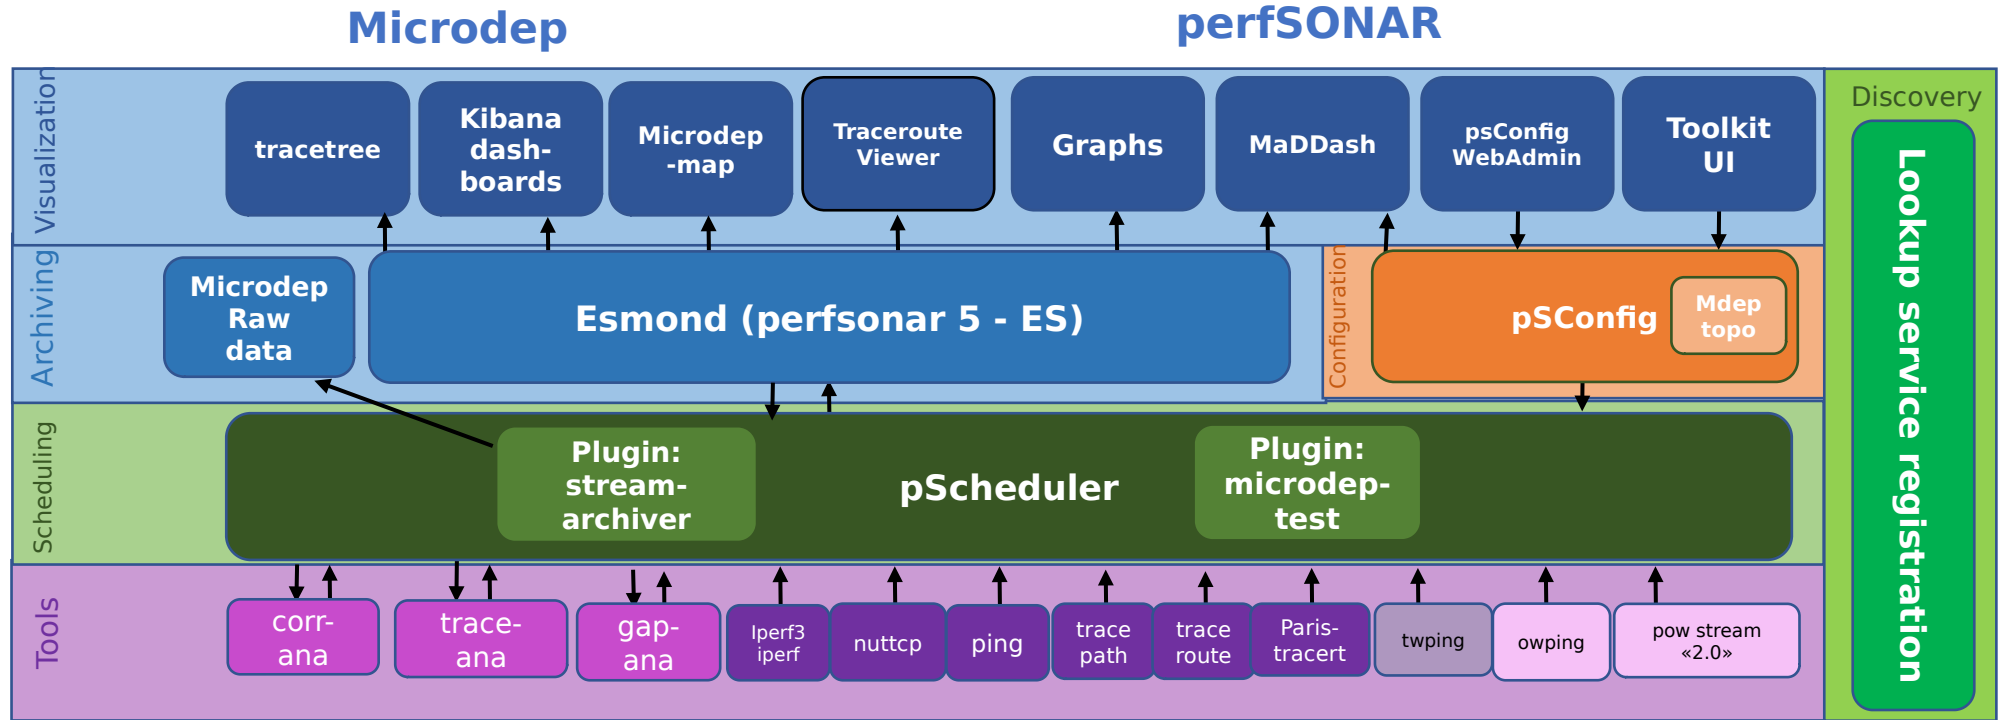 Microdep
perfSONAR
Visualization
tracetree
Kibana
dash-
boards
Microdep
-map
Traceroute
Viewer
Graphs
MaDDash
psConfig
WebAdmin
Toolkit
UI
Discovery
Lookup service registration
Archiving
Microdep
Raw
data
Esmond (perfsonar 5 - ES)
Configuration
pSConfig
Mdep
topo
Scheduling
Plugin:
stream-
archiver
pScheduler
Plugin:
microdep-
test
Tools
corr-
ana
trace-
ana
gap-
ana
Iperf3
iperf
nuttcp
ping
trace
path
trace
route
Paris-
tracert
twping
owping
pow stream
«2.0»